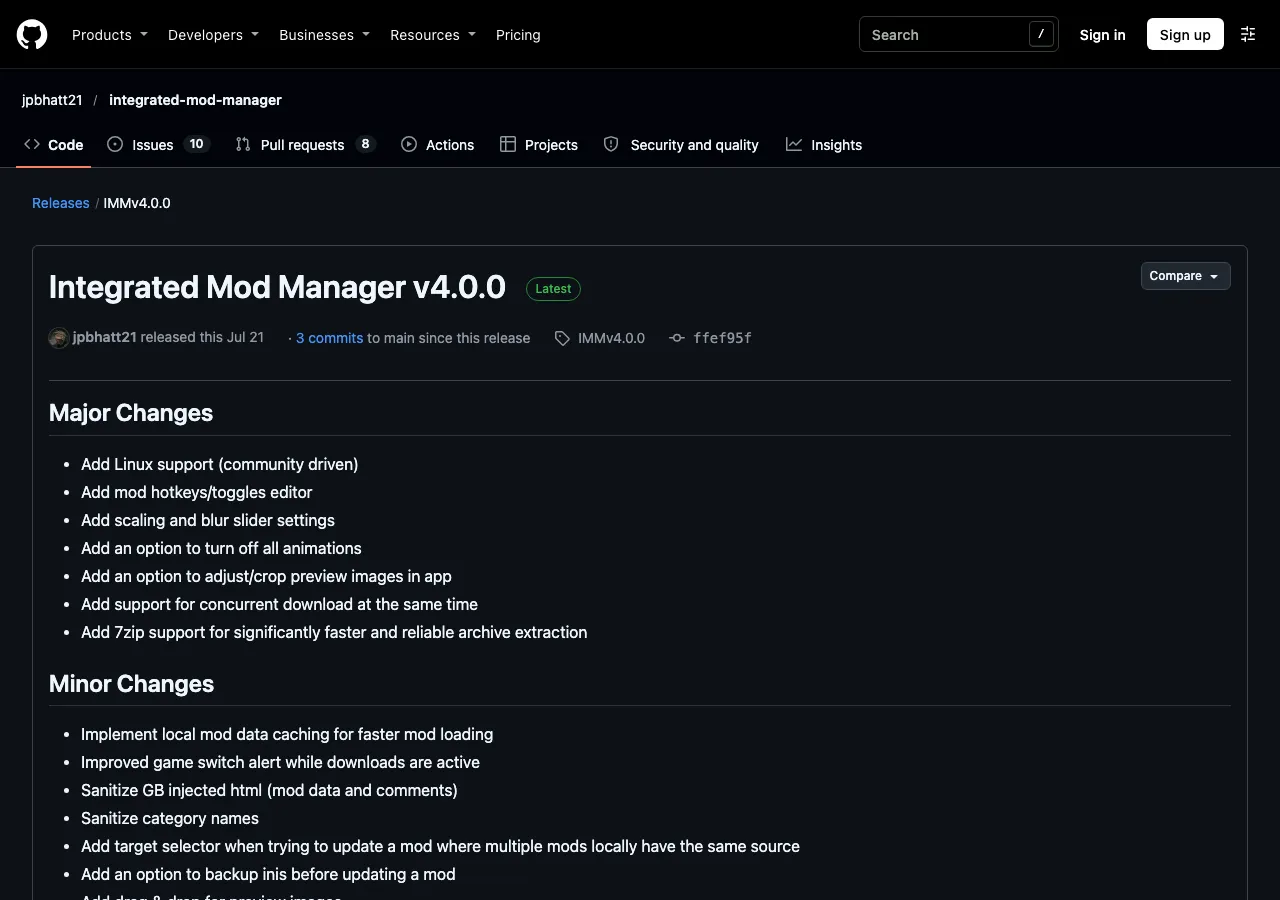 Products Developers Businesses Resources Pricing Search / Sign in Sign up
jpbhatt21 / integrated-mod-manager
Code Issues 10 Pull requests 8 Actions Projects Security and quality Insights
Releases / IMMv4.0.0
Integrated Mod Manager v4.0.0 Latest Compare
jpbhatt21 released this Jul 21 · 3 commits to main since this release IMMv4.0.0 ffef95f
Major Changes
• Add Linux support (community driven)
• Add mod hotkeys/toggles editor
• Add scaling and blur slider settings
• Add an option to turn off all animations
• Add an option to adjust/crop preview images in app
• Add support for concurrent download at the same time
• Add 7zip support for significantly faster and reliable archive extraction
Minor Changes
• Implement local mod data caching for faster mod loading
• Improved game switch alert while downloads are active
• Sanitize GB injected html (mod data and comments)
• Sanitize category names
• Add target selector when trying to update a mod where multiple mods locally have the same source
• Add an option to backup inis before updating a mod
Add drag & drop for preview images